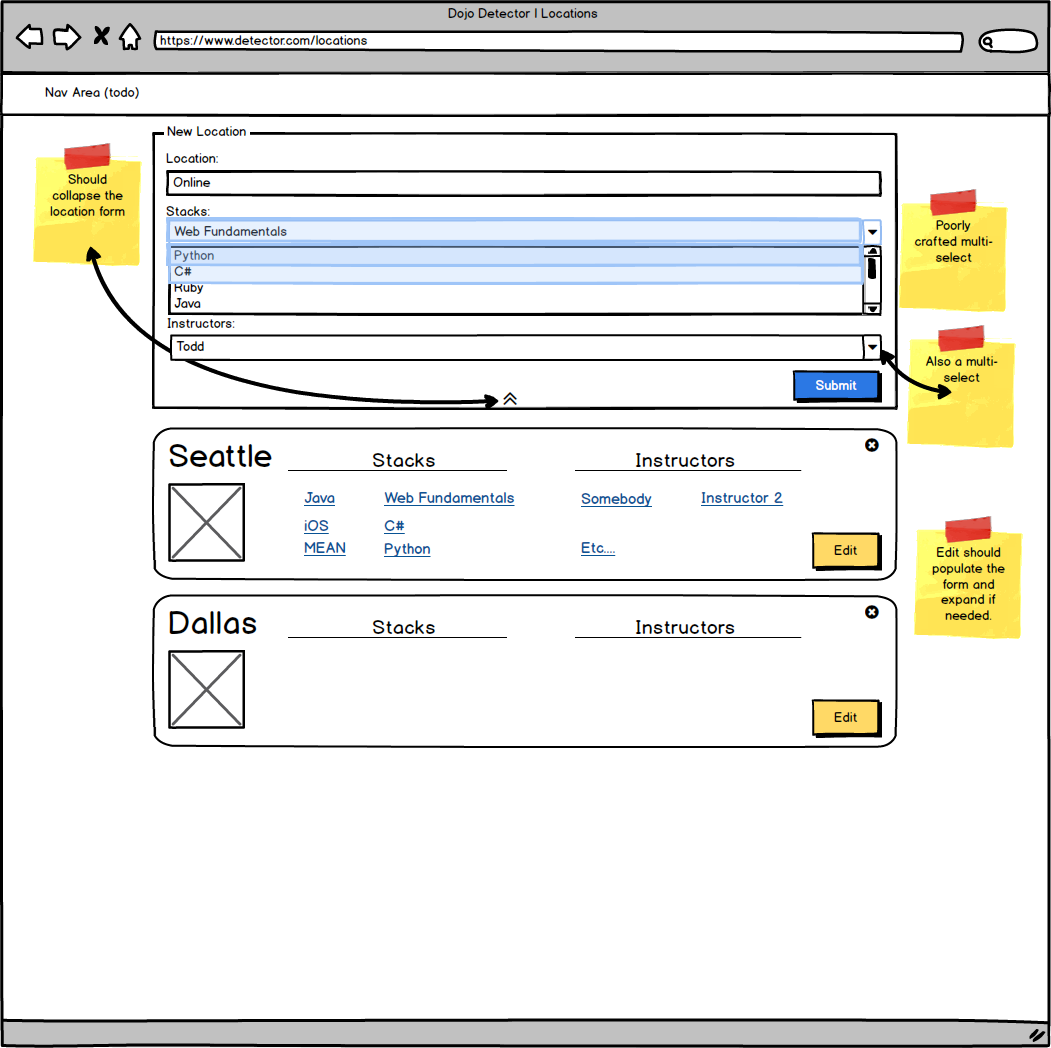 Dojo Detector | Locations
https://www.detector.com/locations
Nav Area (todo)
New Location
Location:
Online
Stacks:
Web Fundamentals
Python
C#
Ruby
Java
Instructors:
Todd
Submit
Should
collapse the
location form
Poorly
crafted multi-
select
Also a multi-
select
Seattle
Stacks
Instructors
Java
Web Fundamentals
Somebody
Instructor 2
iOS
C#
MEAN
Python
Etc....
Edit
Edit should
populate the
form and
expand if
needed.
Dallas
Stacks
Instructors
Edit